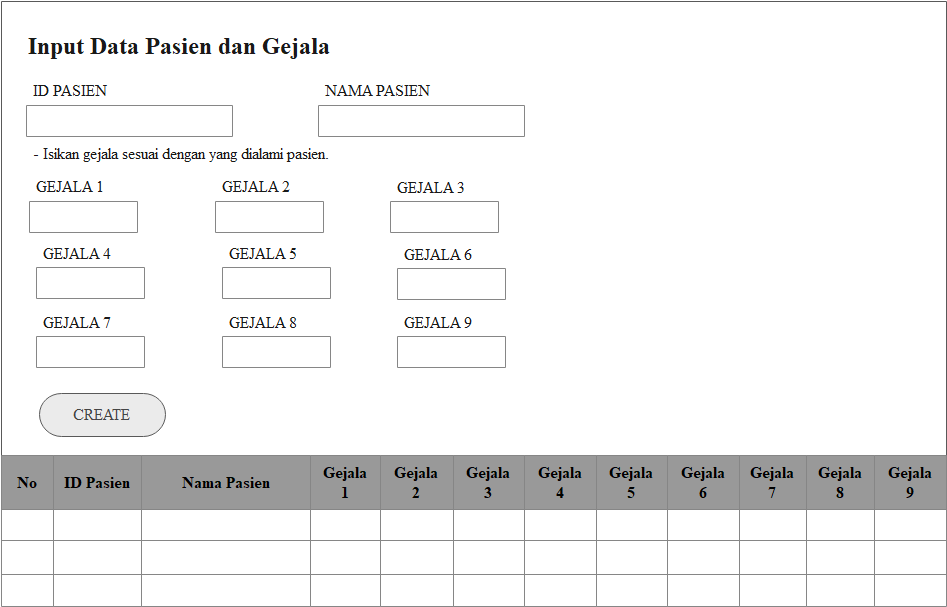 Input Data Pasien dan Gejala
ID PASIEN
NAMA PASIEN
- Isikan gejala sesuai dengan yang dialami pasien.
GEJALA 1
GEJALA 2
GEJALA 3
GEJALA 4
GEJALA 5
GEJALA 6
GEJALA 7
GEJALA 8
GEJALA 9
CREATE
No
ID Pasien
Nama Pasien
Gejala
1
Gejala
2
Gejala
3
Gejala
4
Gejala
5
Gejala
6
Gejala
7
Gejala
8
Gejala
9